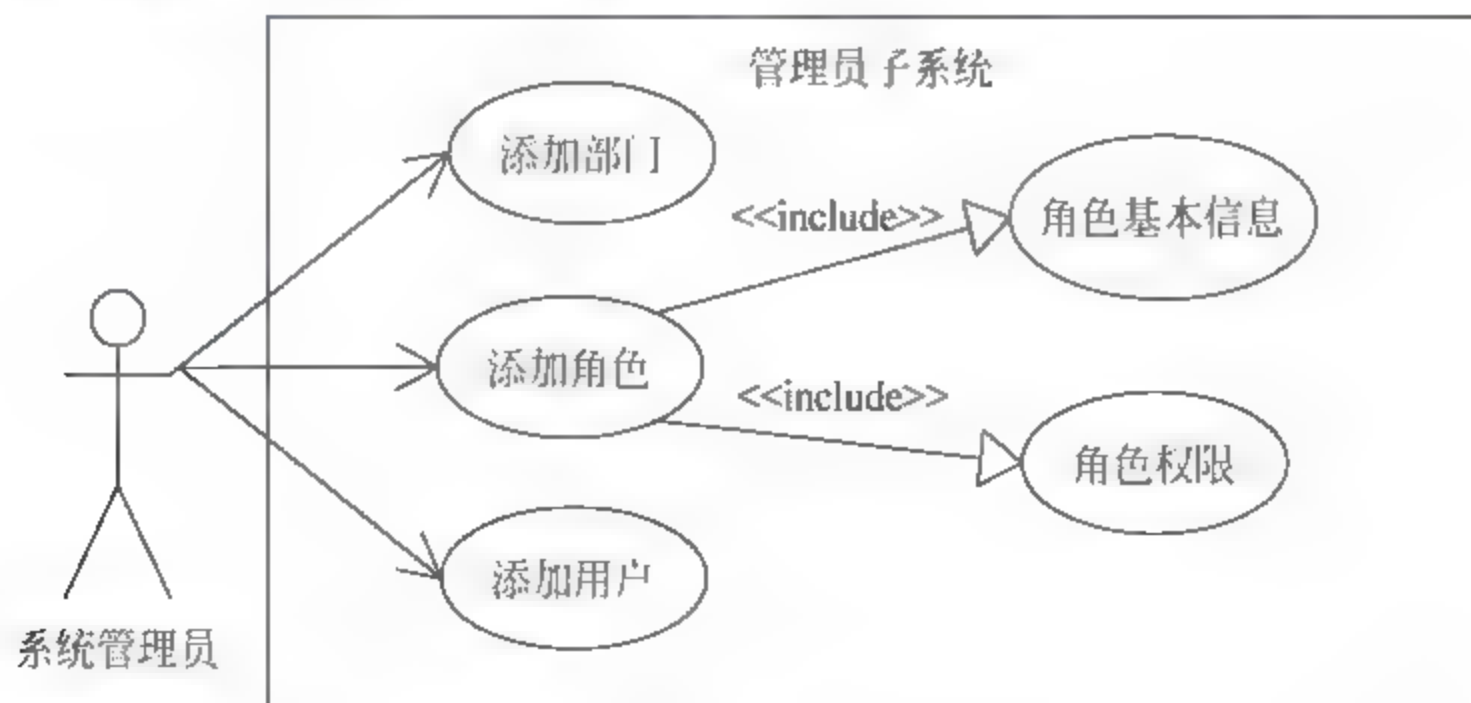 管理员子系统
添加部门
<<include>>
角色基本信息
添加角色
<<include>>
角色权限
添加用户
系统管理员